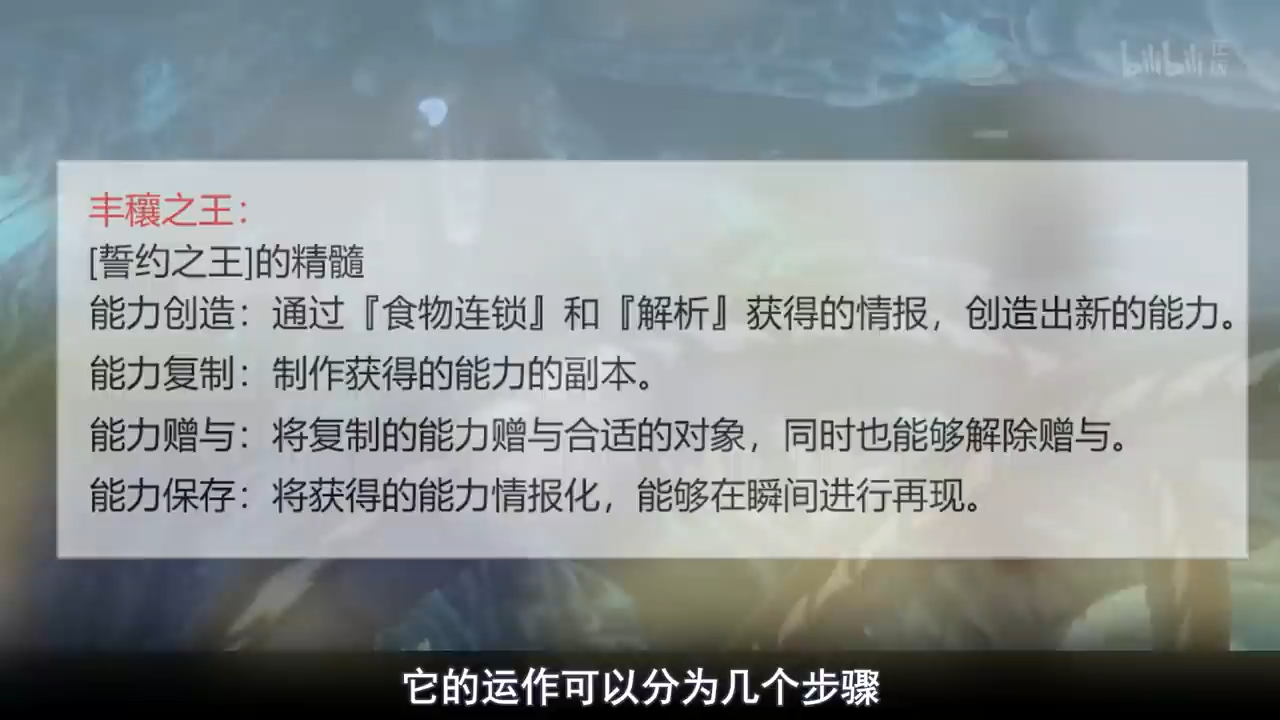 bilibili
丰穰之王：
[誓约之王]的精髓
能力创造：通过『食物连锁』和『解析』获得的情报，创造出新的能力。
能力复制：制作获得的能力的副本。
能力赠与：将复制的能力赠与合适的对象，同时也能够解除赠与。
能力保存：将获得的能力情报化，能够在瞬间进行再现。
它的运作可以分为几个步骤